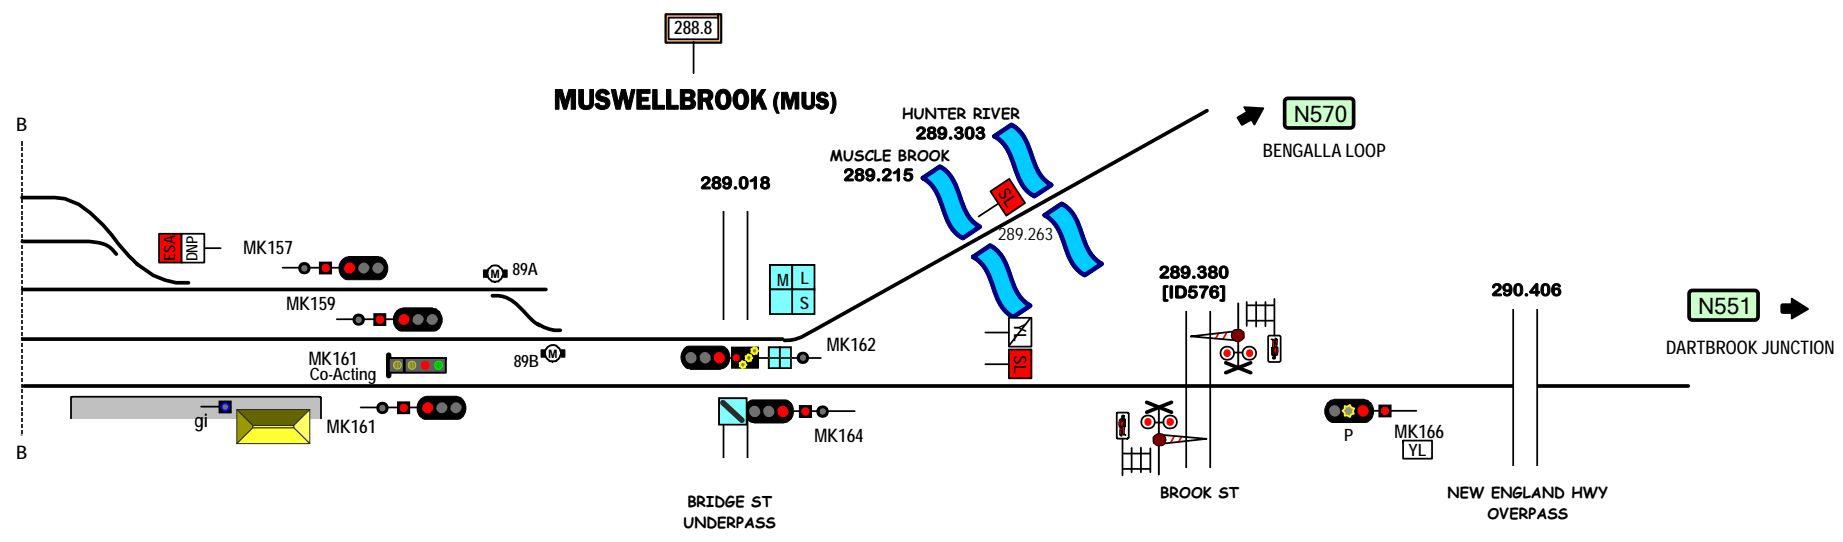 288.8
MUSWELLBROOK (MUS)
B
HUNTER RIVER
289.303
N570
BENGALLA LOOP
MUSCLE BROOK
289.215
289.018
SL
289.263
ESA
DNP
MK157
89A
M
M L
S
289.380
[ID576]
290.406
N551
DARTBROOK JUNCTION
MK159
MK161
Co-Acting
89B
M
MK162
SL
gi
MK161
MK164
P
MK166
YL
B
BRIDGE ST
UNDERPASS
BROOK ST
NEW ENGLAND HWY
OVERPASS